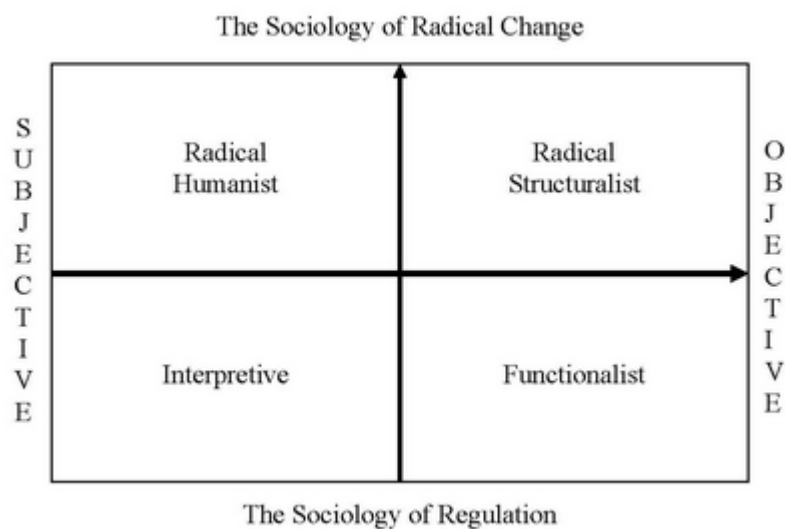 The Sociology of Radical Change
SUBJECTIVE
Radical
Humanist
Radical
Structuralist
OBJECTIVE
Interpretive
Functionalist
The Sociology of Regulation